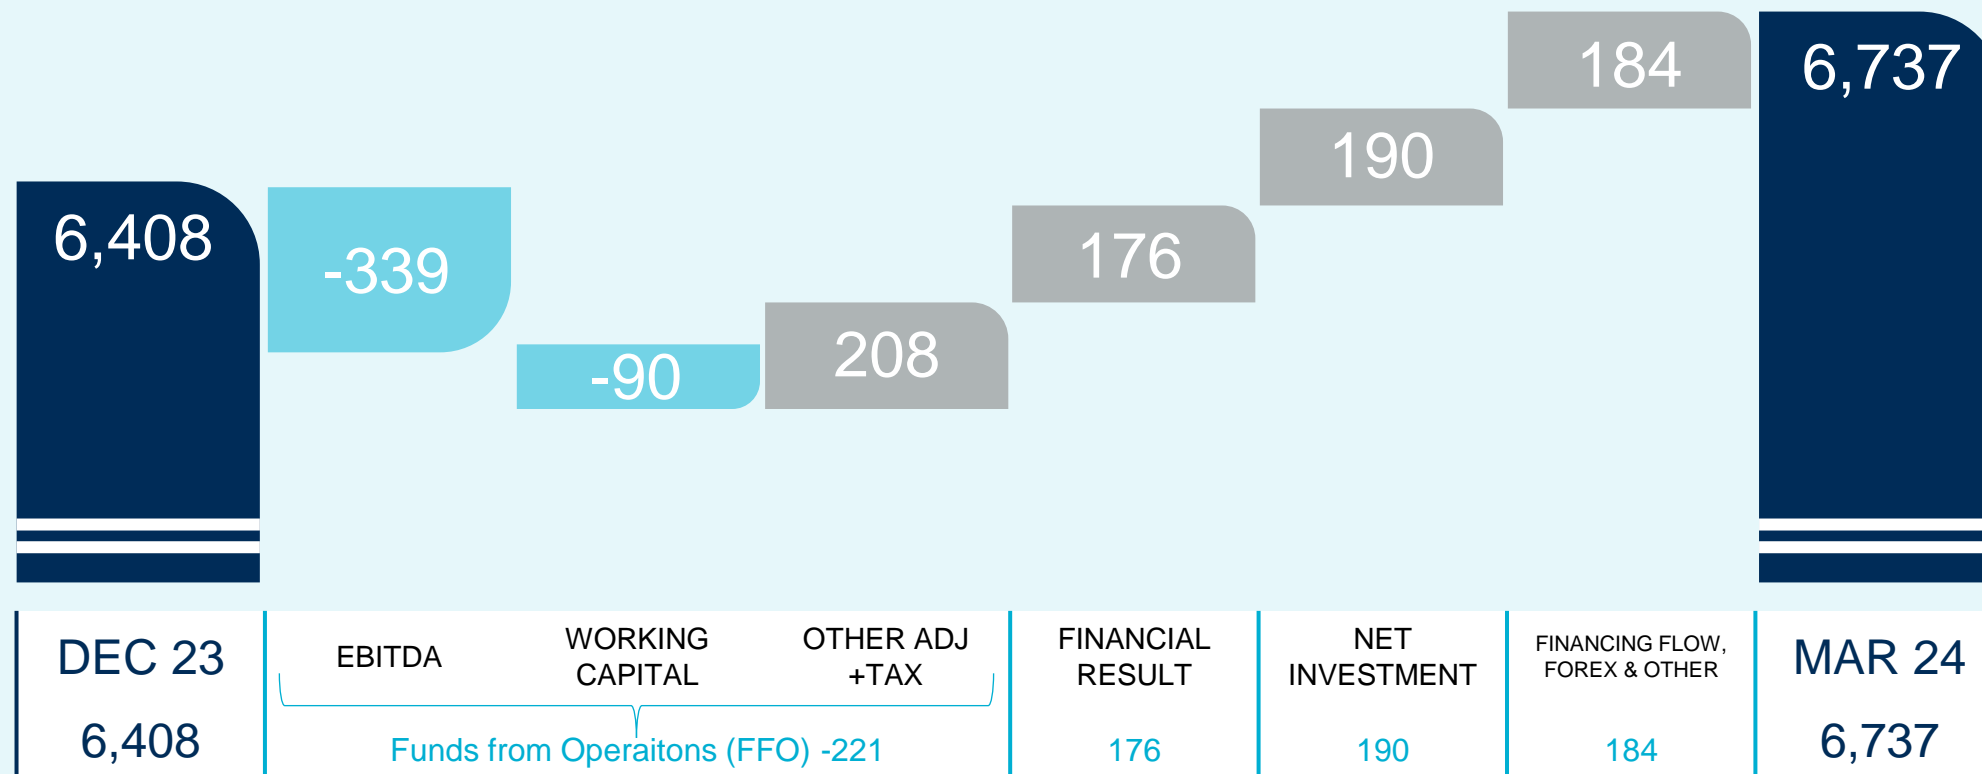 6,408
-339
-90
208
176
190
184
6,737
DEC 23
6,408
EBITDA
WORKING
CAPITAL
OTHER ADJ
+TAX
Funds from Operaitons (FFO) -221
FINANCIAL
RESULT
176
NET
INVESTMENT
190
FINANCING FLOW,
FOREX & OTHER
184
MAR 24
6,737